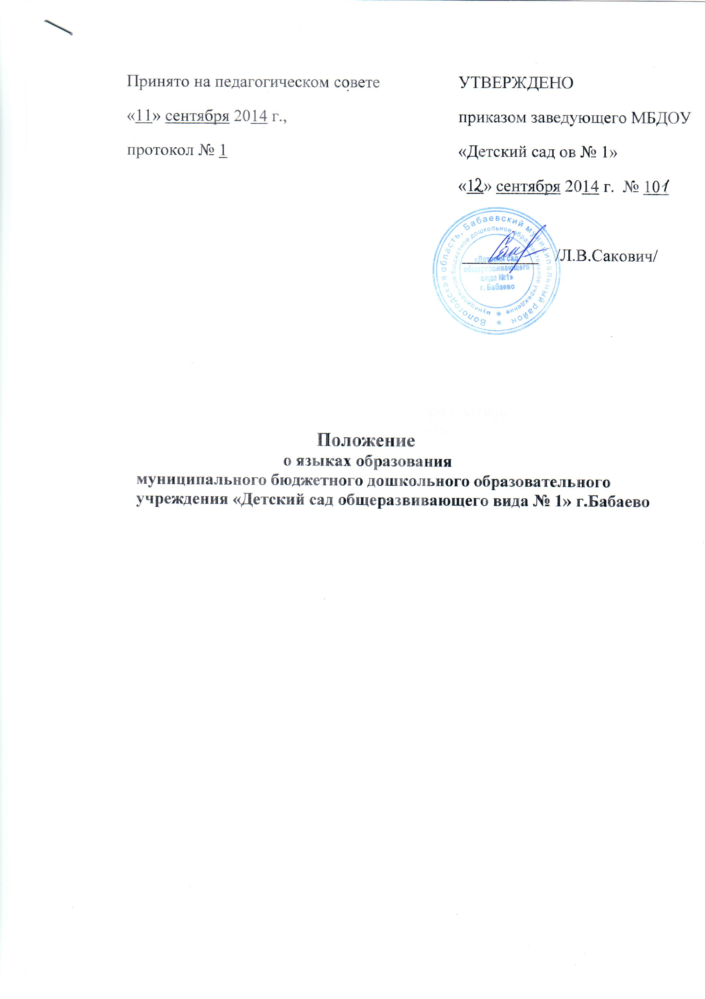 Принято на педагогическом совете
«11» сентября 2014 г.,
протокол № 1
УТВЕРЖДЕНО
приказом заведующего МБДОУ
«Детский сад ов № 1»
«12» сентября 2014 г. № 101
/Л.В.Сакович/
Вологодская область, Бабаевский муниципальный район
муниципальное бюджетное дошкольное образовательное учреждение
«Детский сад
общеразвивающего
вида №1»
г. Бабаево
Положение
о языках образования
муниципального бюджетного дошкольного образовательного
учреждения «Детский сад общеразвивающего вида № 1» г.Бабаево